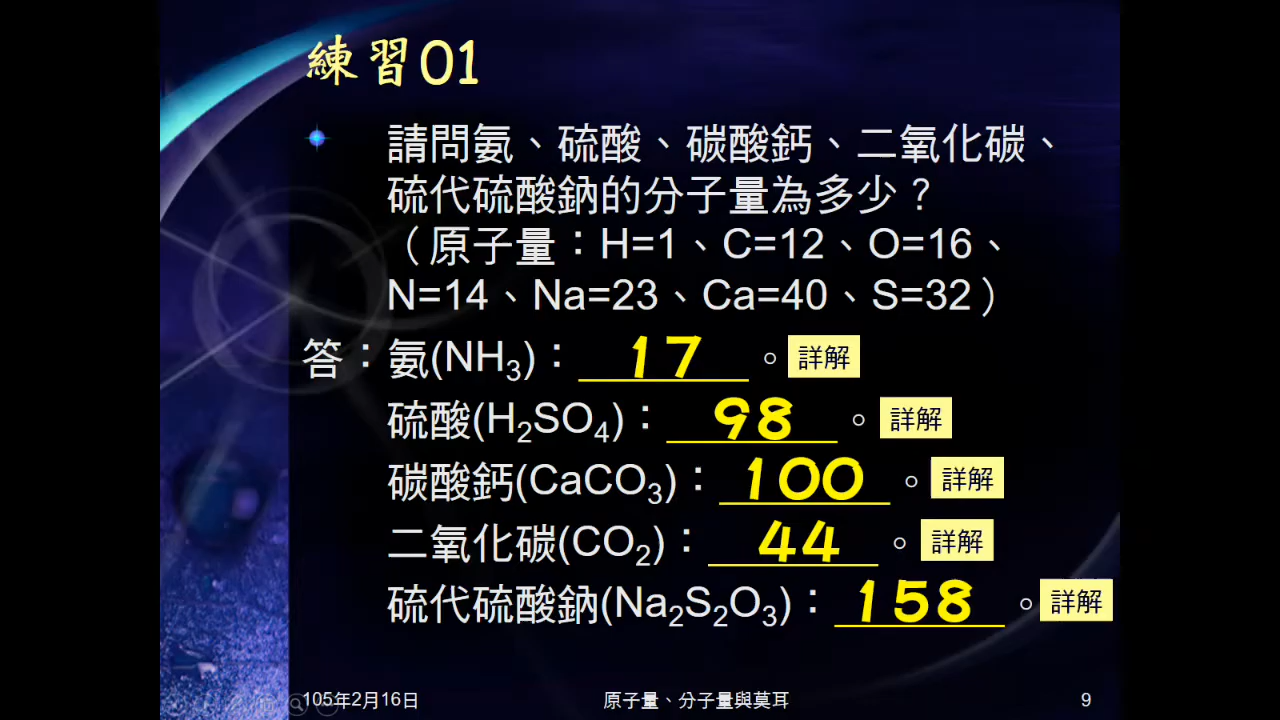 練習01
請問氨、硫酸、碳酸鈣、二氧化碳、
硫代硫酸鈉的分子量為多少？
（原子量：H=1、C=12、O=16、
N=14、Na=23、Ca=40、S=32）
答：氨(NH₃)：17。詳解
硫酸(H₂SO₄)：98。詳解
碳酸鈣(CaCO₃)：100。詳解
二氧化碳(CO₂)：44。詳解
硫代硫酸鈉(Na₂S₂O₃)：158。詳解
105年2月16日 原子量、分子量與莫耳 9